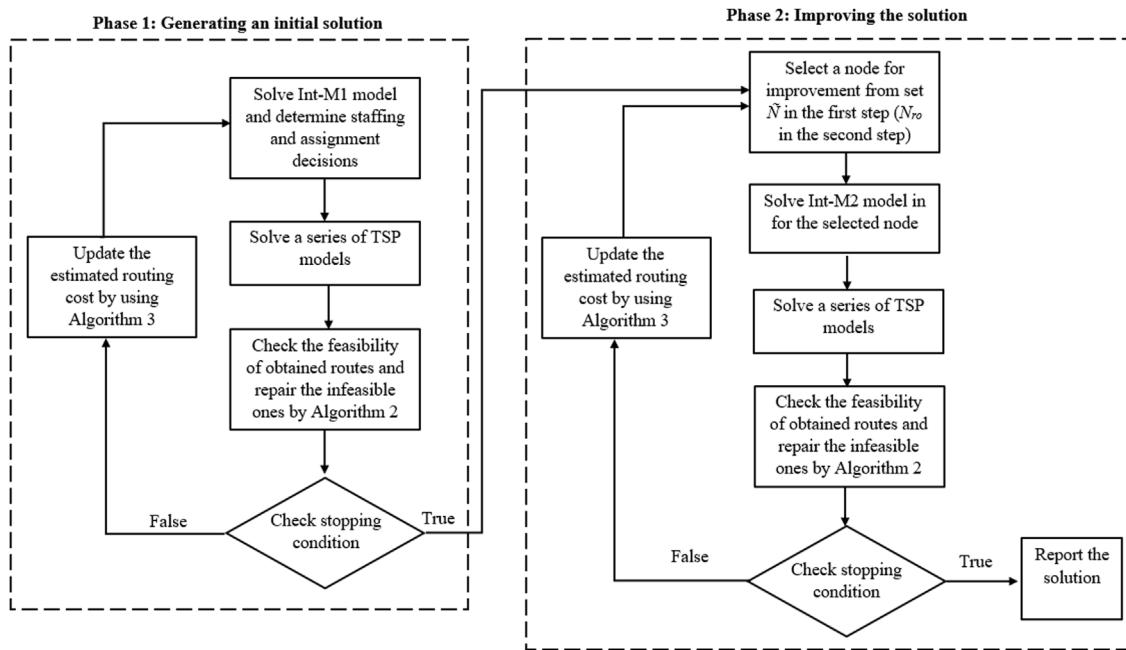 Phase 1: Generating an initial solution
Solve Int-M1 model
and determine staffing
and assignment
decisions
Solve a series of TSP
models
Update the
estimated routing
cost by using
Algorithm 3
Check the feasibility
of obtained routes and
repair the infeasible
ones by Algorithm 2
Check stopping
condition
False
True
Phase 2: Improving the solution
Select a node for
improvement from set
Ñ in the first step (Nro
in the second step)
Solve Int-M2 model in
for the selected node
Update the
estimated routing
cost by using
Algorithm 3
Solve a series of TSP
models
Check the feasibility
of obtained routes and
repair the infeasible
ones by Algorithm 2
Check stopping
condition
False
True
Report the
solution